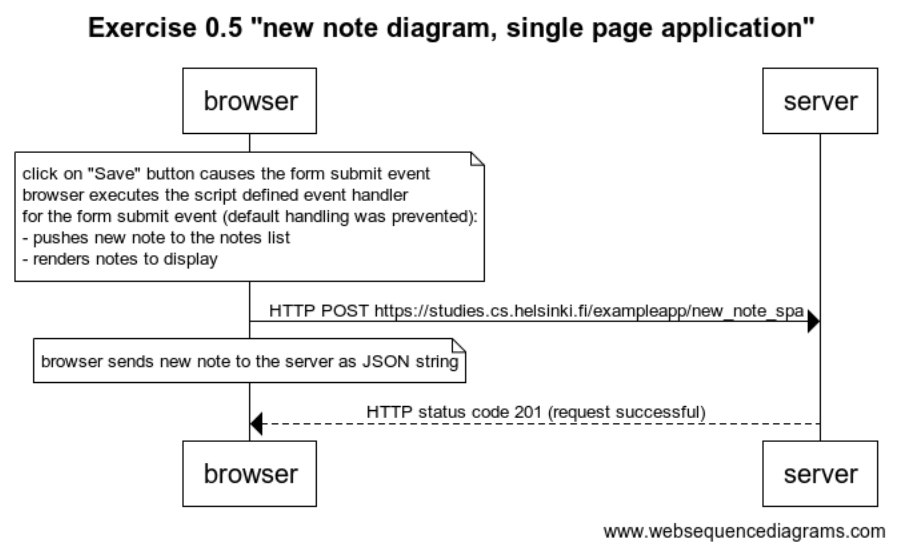 Exercise 0.5 "new note diagram, single page application"
browser
server
click on "Save" button causes the form submit event
browser executes the script defined event handler
for the form submit event (default handling was prevented):
- pushes new note to the notes list
- renders notes to display
HTTP POST https://studies.cs.helsinki.fi/exampleapp/new_note_spa
browser sends new note to the server as JSON string
HTTP status code 201 (request successful)
browser
server
www.websequencediagrams.com